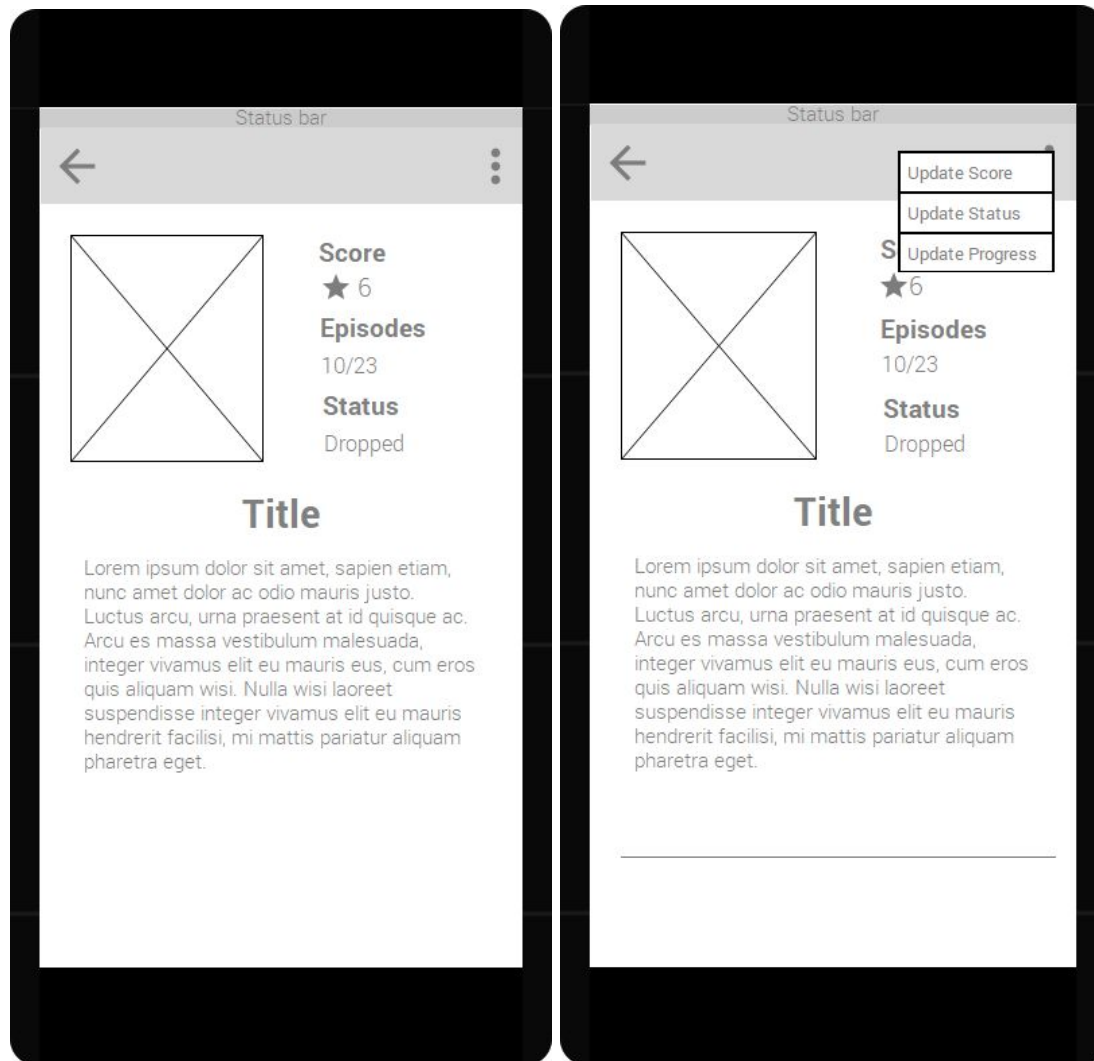 Status bar
Score
6
Episodes
10/23
Status
Dropped
Title
Lorem ipsum dolor sit amet, sapien etiam,
nunc amet dolor ac odio mauris justo.
Luctus arcu, urna praesent at id quisque ac.
Arcu es massa vestibulum malesuada,
integer vivamus elit eu mauris eus, cum eros
quis aliquam wisi. Nulla wisi laoreet
suspendisse integer vivamus elit eu mauris
hendrerit facilisi, mi mattis pariatur aliquam
pharetra eget.
Status bar
Update Score
Update Status
Update Progress
S
6
Episodes
10/23
Status
Dropped
Title
Lorem ipsum dolor sit amet, sapien etiam,
nunc amet dolor ac odio mauris justo.
Luctus arcu, urna praesent at id quisque ac.
Arcu es massa vestibulum malesuada,
integer vivamus elit eu mauris eus, cum eros
quis aliquam wisi. Nulla wisi laoreet
suspendisse integer vivamus elit eu mauris
hendrerit facilisi, mi mattis pariatur aliquam
pharetra eget.